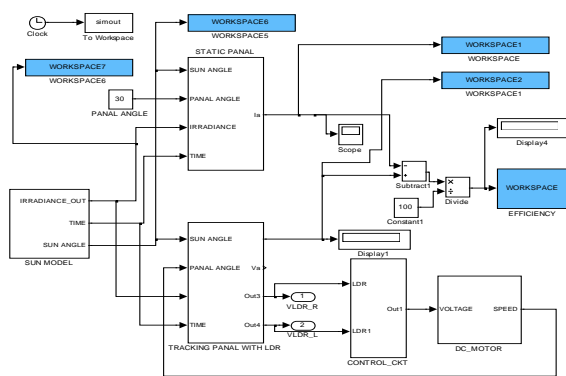 simout
Clock
To Workspace
WORKSPACE6
WORKSPACE5
STATIC PANAL
WORKSPACE7
WORKSPACE6
SUN ANGLE
30
PANAL ANGLE
PANAL ANGLE
IRRADIANCE
TIME
Ia
Scope
WORKSPACE1
WORKSPACE
WORKSPACE2
WORKSPACE1
Display4
-
+
Subtract1
×
÷
Divide
100
Constant1
WORKSPACE
EFFICIENCY
IRRADIANCE_OUT
TIME
SUN ANGLE
SUN MODEL
SUN ANGLE
PANAL ANGLE
TIME
Va
Out3
Out4
TRACKING PANAL WITH LDR
Display1
1
VLDR_R
2
VLDR_L
LDR
LDR1
Out1
CONTROL_CKT
VOLTAGE
SPEED
DC_MOTOR